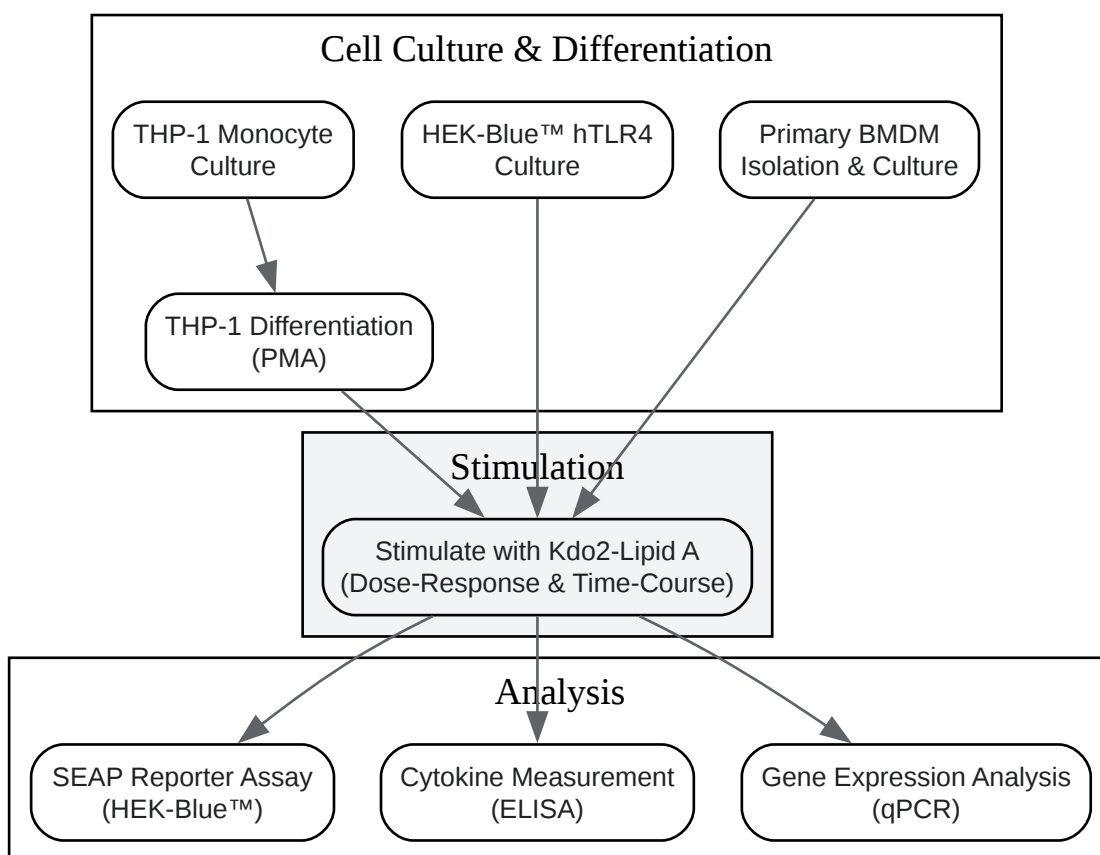 Cell Culture & Differentiation
THP-1 Monocyte
Culture
HEK-Blue™ hTLR4
Culture
Primary BMDM
Isolation & Culture
THP-1 Differentiation
(PMA)
Stimulation
Stimulate with Kdo2-Lipid A
(Dose-Response & Time-Course)
Analysis
SEAP Reporter Assay
(HEK-Blue™)
Cytokine Measurement
(ELISA)
Gene Expression Analysis
(qPCR)